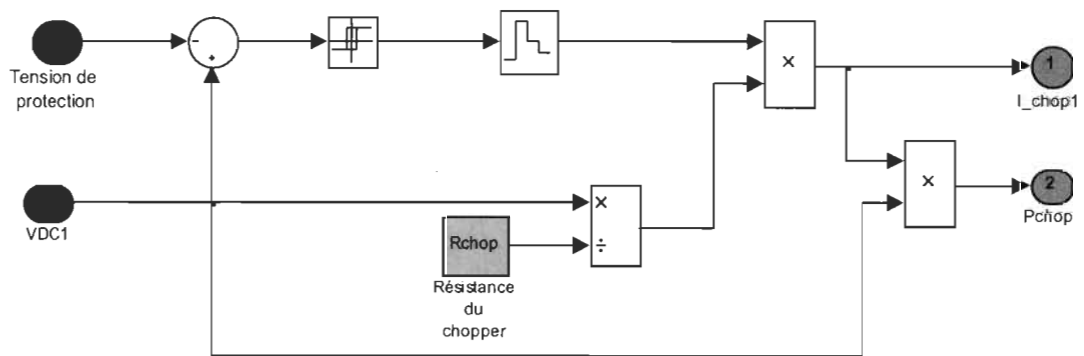 Tension de
protection
-
+
×
1
I_chop1
×
2
Pchop
VDC1
×
÷
Rchop
Résistance
du
chopper